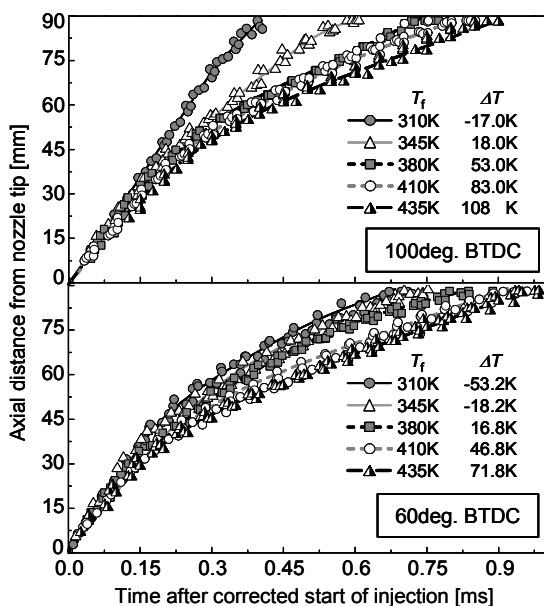 90
75
60
45
30
15
0
T_f ΔT
310K -17.0K
345K 18.0K
380K 53.0K
410K 83.0K
435K 108 K
100deg. BTDC
Axial distance from nozzle tip [mm]
75
60
45
30
15
0
T_f ΔT
310K -53.2K
345K -18.2K
380K 16.8K
410K 46.8K
435K 71.8K
60deg. BTDC
0.0 0.15 0.3 0.45 0.6 0.75 0.9
Time after corrected start of injection [ms]